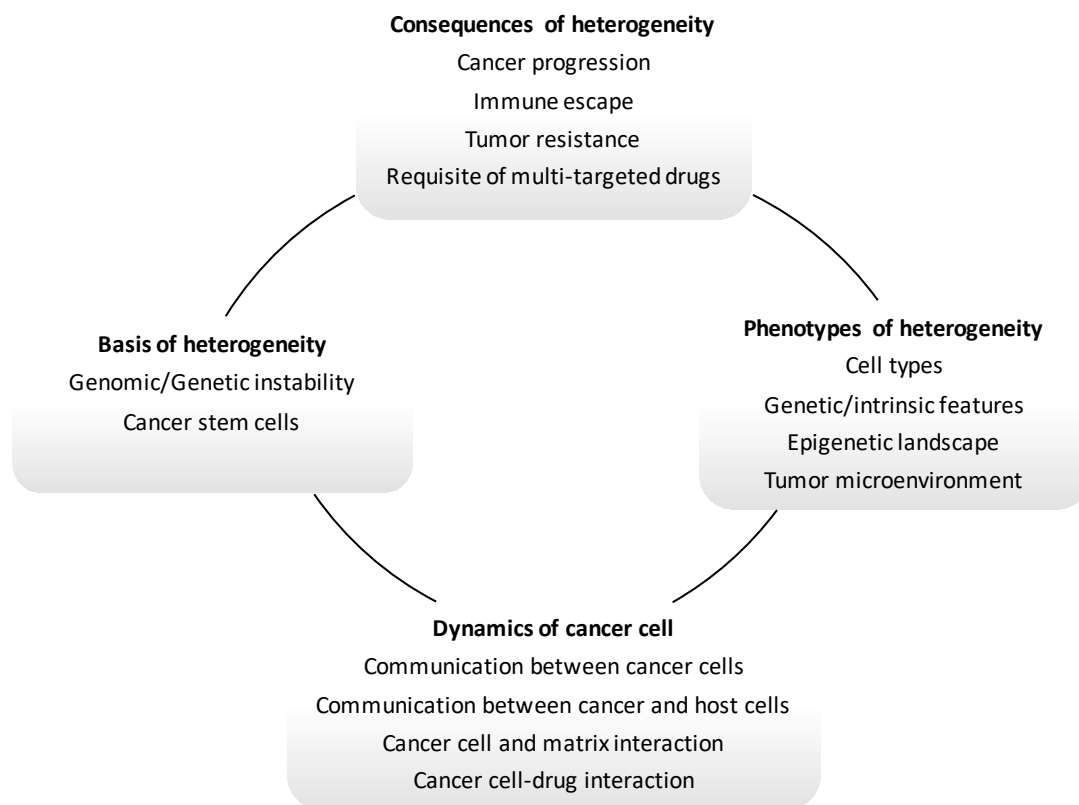 Consequences of heterogeneity
Cancer progression
Immune escape
Tumor resistance
Requisite of multi-targeted drugs
Basis of heterogeneity
Genomic/Genetic instability
Cancer stem cells
Phenotypes of heterogeneity
Cell types
Genetic/intrinsic features
Epigenetic landscape
Tumor microenvironment
Dynamics of cancer cell
Communication between cancer cells
Communication between cancer and host cells
Cancer cell and matrix interaction
Cancer cell-drug interaction